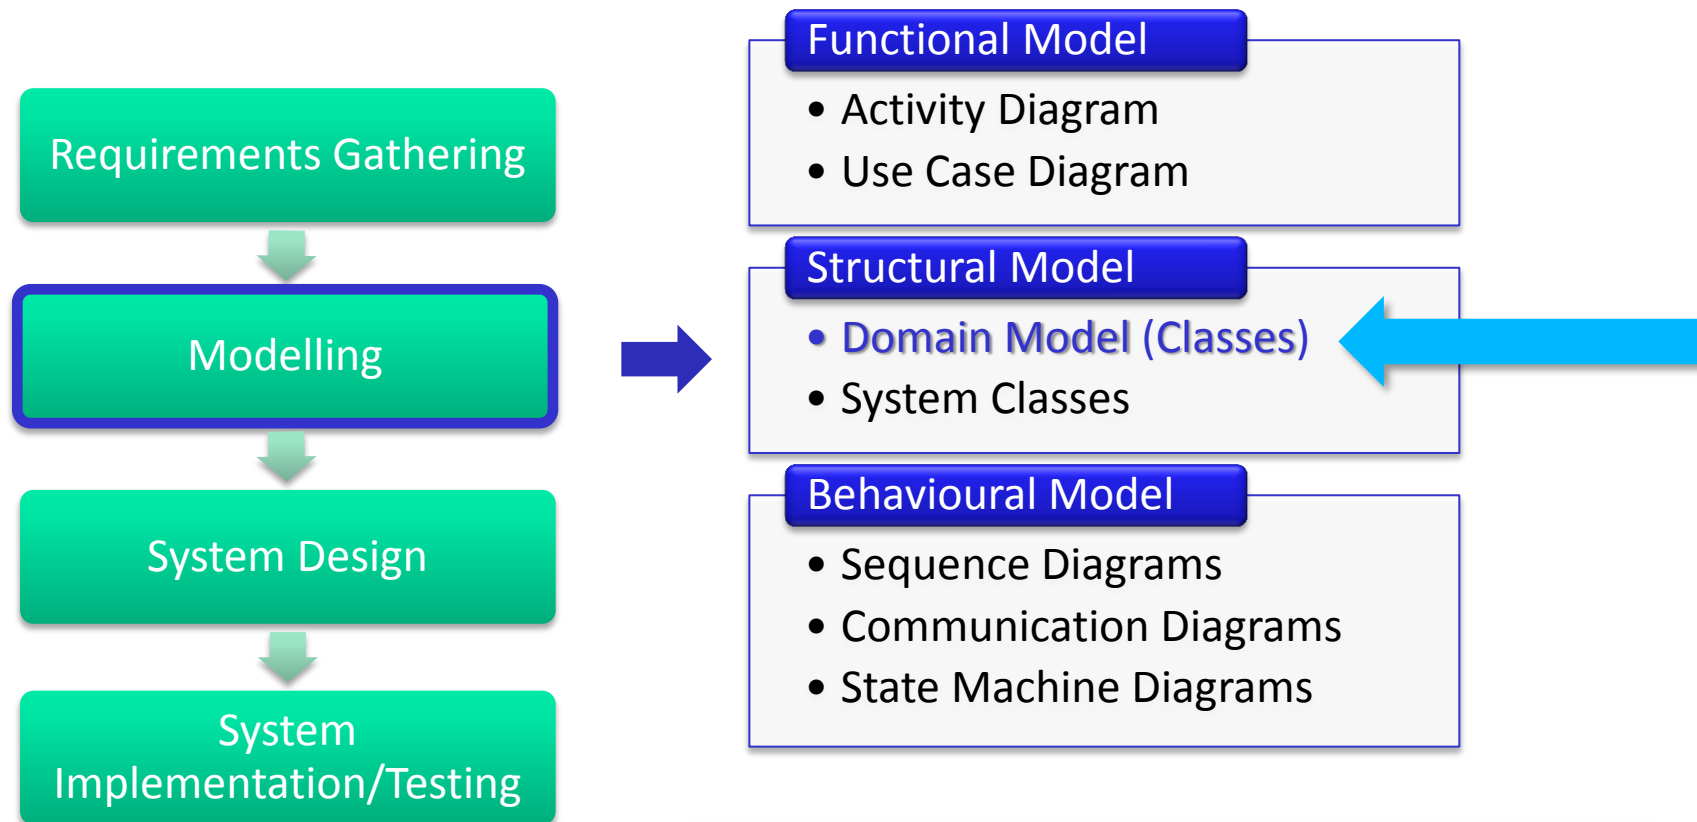 Requirements Gathering
Modelling
System Design
System
Implementation/Testing
Functional Model
• Activity Diagram
• Use Case Diagram
Structural Model
• Domain Model (Classes)
• System Classes
Behavioural Model
• Sequence Diagrams
• Communication Diagrams
• State Machine Diagrams